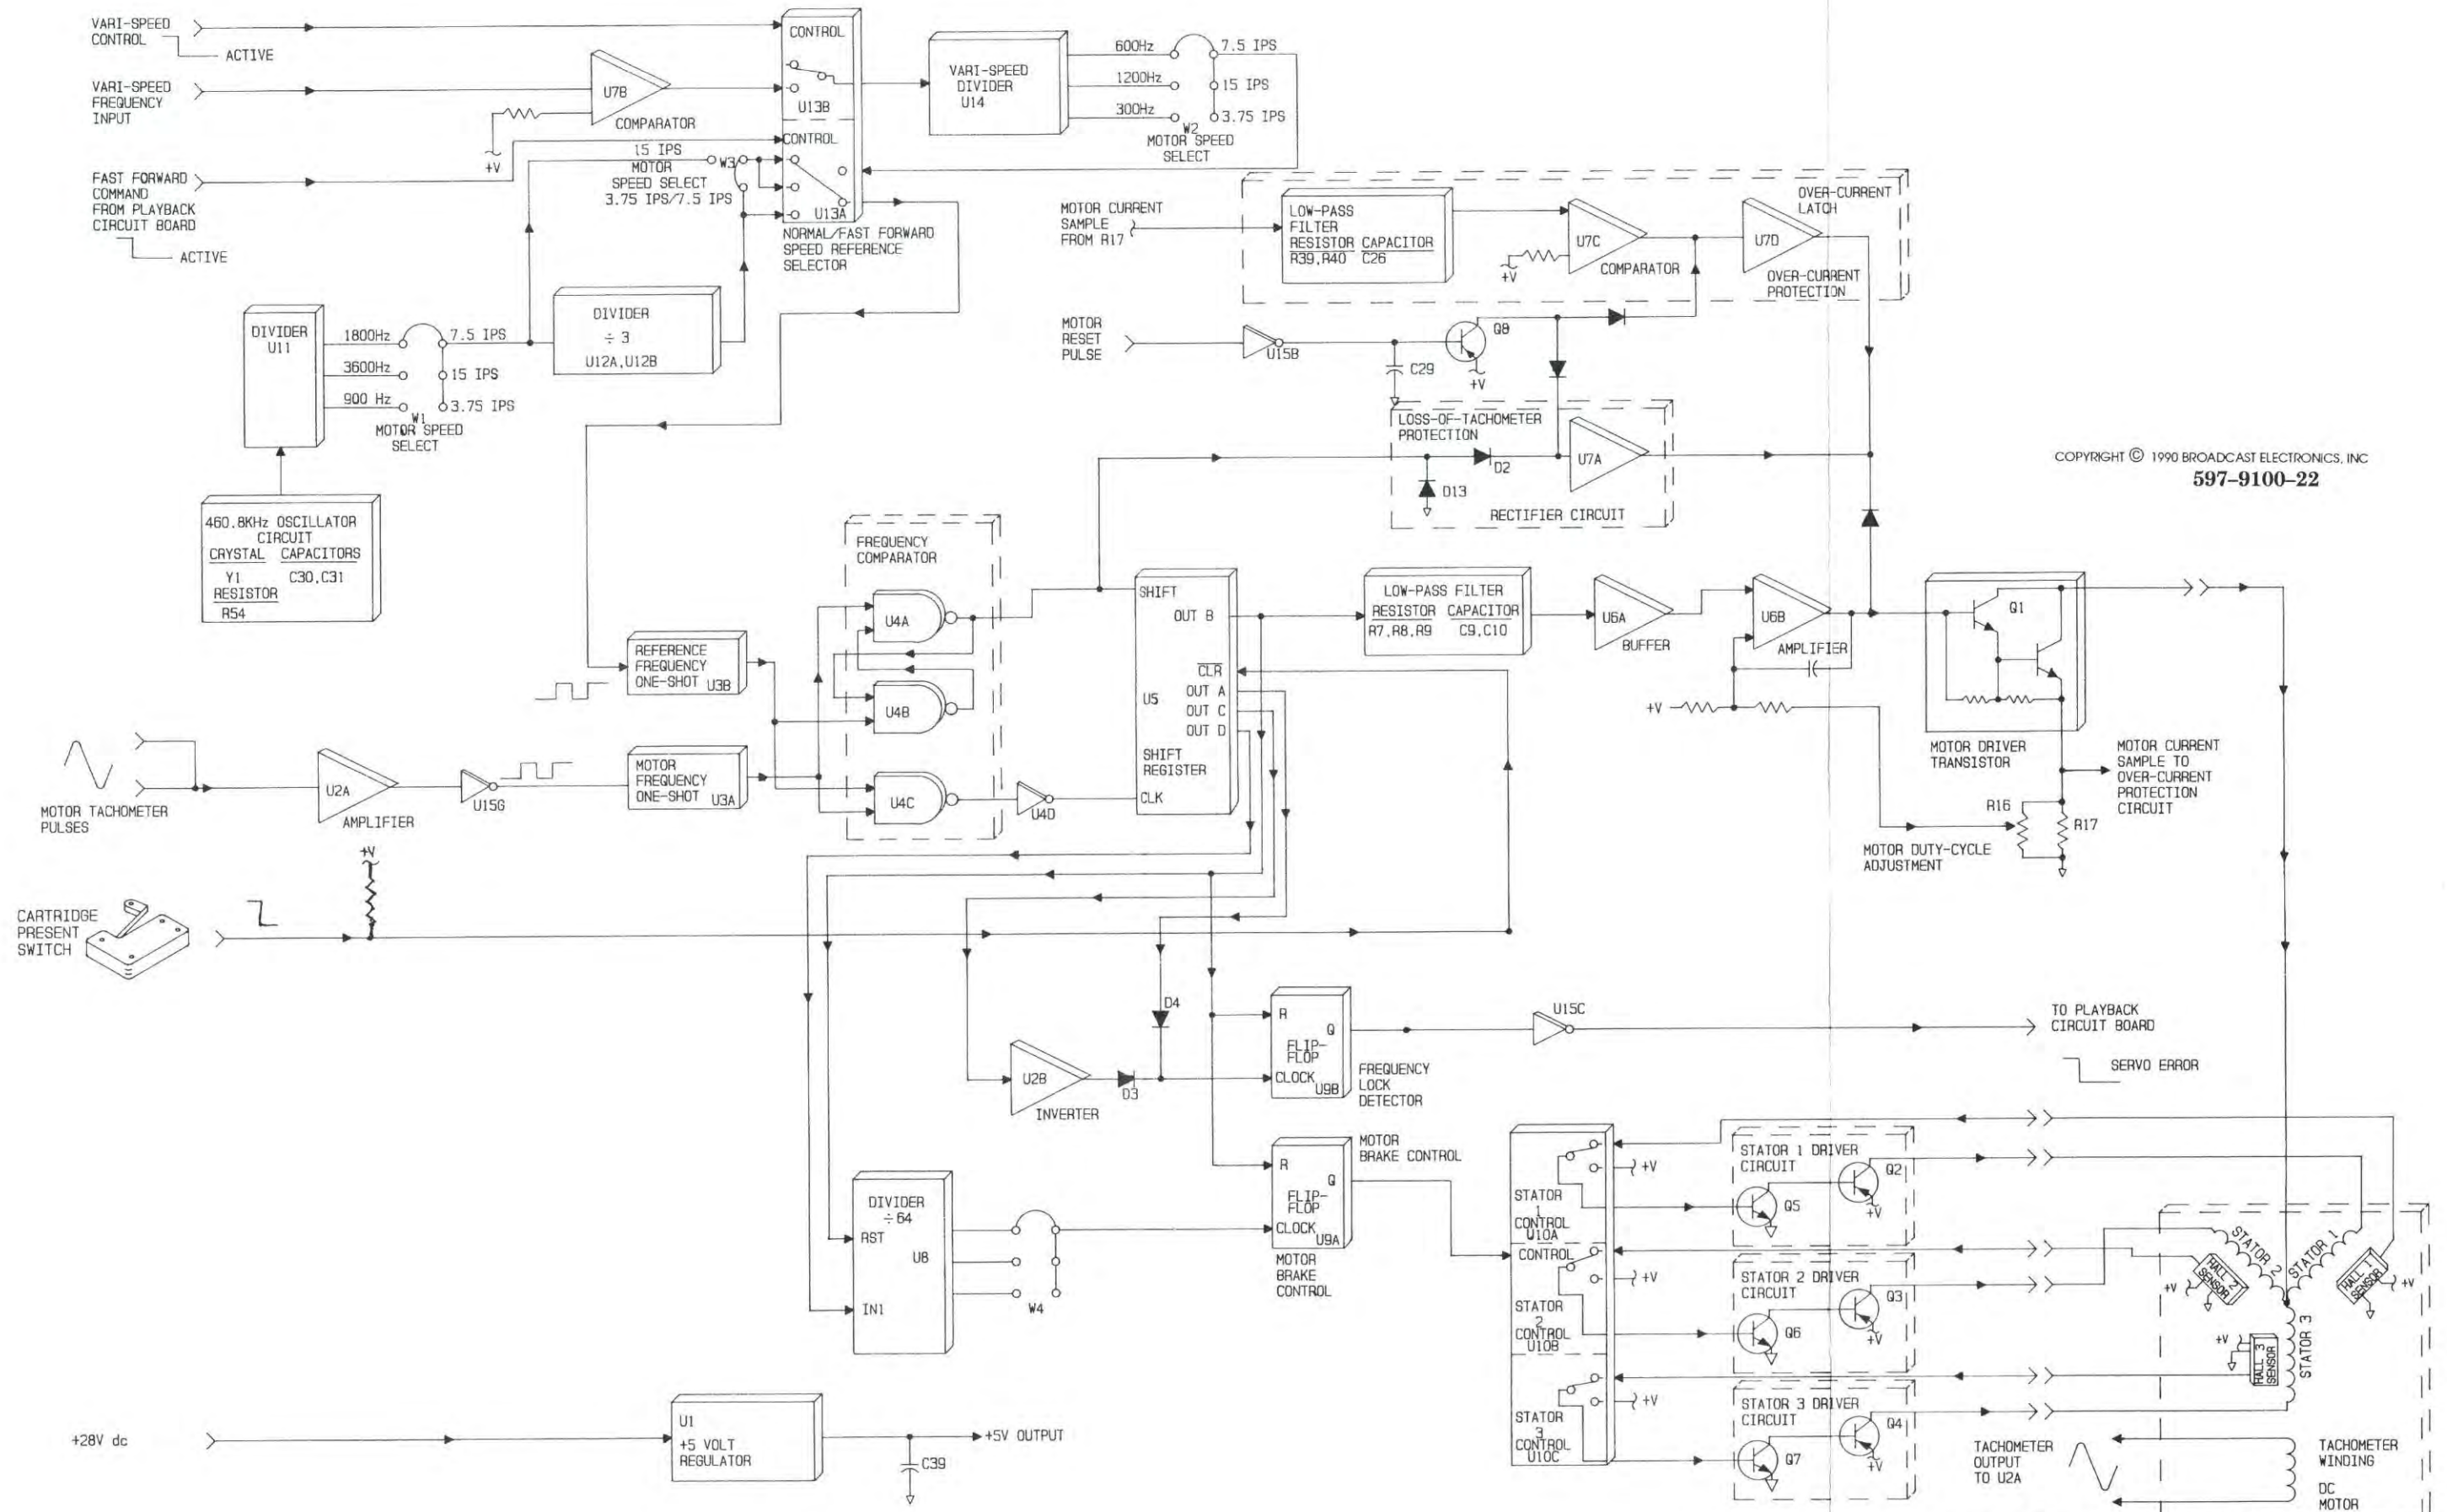 VARI-SPEED
CONTROL
ACTIVE
VARI-SPEED
FREQUENCY
INPUT
U7B
COMPARATOR
+V
FAST FORWARD
COMMAND
FROM PLAYBACK
CIRCUIT BOARD
ACTIVE
15 IPS
MOTOR
SPEED SELECT
3.75 IPS/7.5 IPS
W3
CONTROL
U13B
CONTROL
U13A
NORMAL/FAST FORWARD
SPEED REFERENCE
SELECTOR
VARI-SPEED
DIVIDER
U14
600Hz
1200Hz
300Hz
7.5 IPS
15 IPS
3.75 IPS
W2
MOTOR SPEED
SELECT
DIVIDER
U11
1800Hz
3600Hz
900 Hz
7.5 IPS
15 IPS
3.75 IPS
W1
MOTOR SPEED
SELECT
DIVIDER
÷ 3
U12A,U12B
460.8KHz OSCILLATOR
CIRCUIT
CRYSTAL CAPACITORS
Y1 C30,C31
RESISTOR
R54
MOTOR CURRENT
SAMPLE
FROM R17
LOW-PASS
FILTER
RESISTOR CAPACITOR
R39,R40 C26
U7C
+V
COMPARATOR
U7D
OVER-CURRENT
LATCH
OVER-CURRENT
PROTECTION
MOTOR
RESET
PULSE
U15B
C29
Q8
+V
LOSS-OF-TACHOMETER
PROTECTION
D2
D13
U7A
RECTIFIER CIRCUIT
COPYRIGHT © 1990 BROADCAST ELECTRONICS, INC
597-9100-22
FREQUENCY
COMPARATOR
U4A
U4B
U4C
U4D
REFERENCE
FREQUENCY
ONE-SHOT U3B
MOTOR
FREQUENCY
ONE-SHOT U3A
MOTOR TACHOMETER
PULSES
U2A
AMPLIFIER
U15G
SHIFT
OUT B
CLR
OUT A
U5
OUT C
OUT D
SHIFT
REGISTER
CLK
LOW-PASS FILTER
RESISTOR CAPACITOR
R7,R8,R9 C9,C10
U6A
BUFFER
U6B
AMPLIFIER
+V
Q1
MOTOR DRIVER
TRANSISTOR
MOTOR CURRENT
SAMPLE TO
OVER-CURRENT
PROTECTION
CIRCUIT
R16
R17
MOTOR DUTY-CYCLE
ADJUSTMENT
+V
CARTRIDGE
PRESENT
SWITCH
D4
U2B
INVERTER
D3
R
Q
FLIP-
FLOP
CLOCK
U9B
FREQUENCY
LOCK
DETECTOR
U15C
TO PLAYBACK
CIRCUIT BOARD
SERVO ERROR
DIVIDER
÷64
RST
U8
IN1
W4
R
Q
FLIP-
FLOP
CLOCK
U9A
MOTOR
BRAKE CONTROL
MOTOR
BRAKE
CONTROL
+V
STATOR
1
CONTROL
U10A
CONTROL
+V
STATOR
2
CONTROL
U10B
+V
STATOR
3
CONTROL
U10C
STATOR 1 DRIVER
CIRCUIT
Q2
Q5
+V
STATOR 2 DRIVER
CIRCUIT
Q3
Q6
+V
STATOR 3 DRIVER
CIRCUIT
Q4
Q7
+V
STATOR 2
STATOR 1
HALL 2
SENSOR
+V
HALL 1
SENSOR
+V
+V
HALL 3
SENSOR
STATOR 3
TACHOMETER
OUTPUT
TO U2A
TACHOMETER
WINDING
DC
MOTOR
+28V dc
U1
+5 VOLT
REGULATOR
C39
+5V OUTPUT